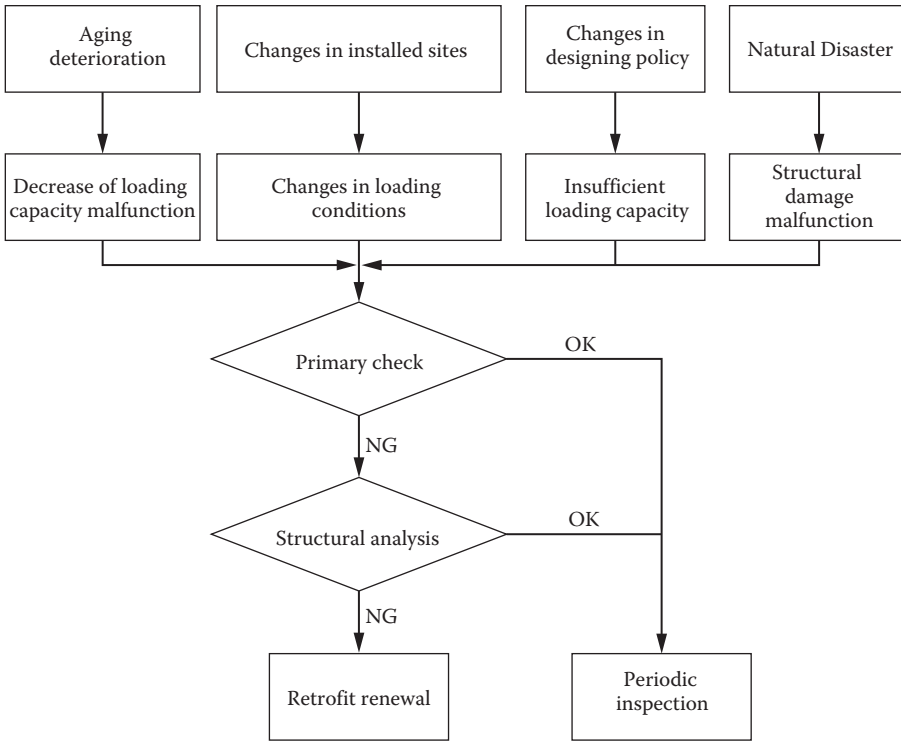 Aging
deterioration
Changes in installed sites
Changes in
designing policy
Natural Disaster
Decrease of loading
capacity malfunction
Changes in loading
conditions
Insufficient
loading capacity
Structural
damage
malfunction
Primary check
OK
NG
Structural analysis
OK
NG
Retrofit renewal
Periodic
inspection